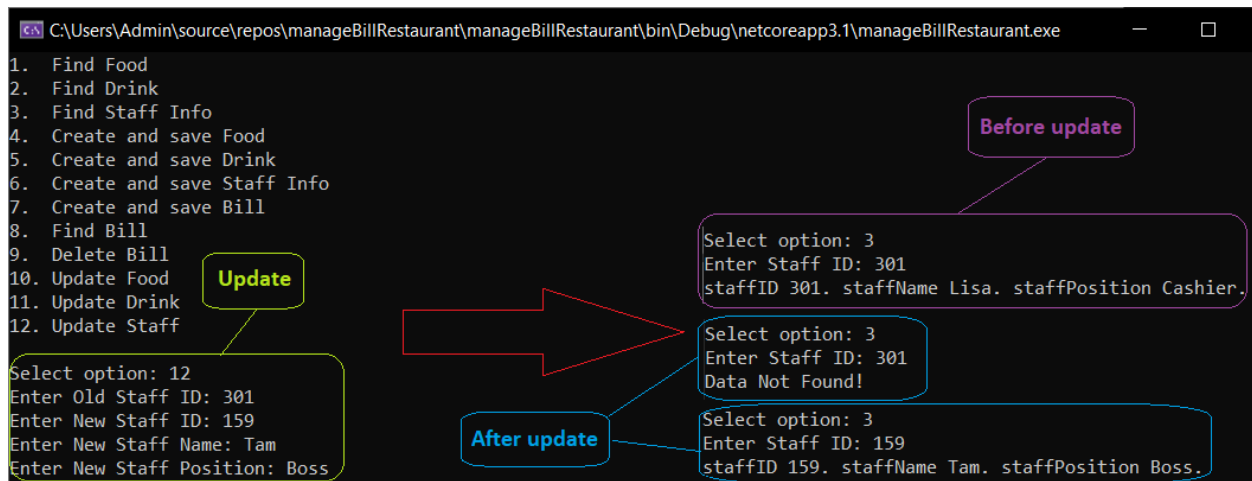 C:\Users\Admin\source\repos\manageBillRestaurant\manageBillRestaurant\bin\Debug\netcoreapp3.1\manageBillRestaurant.exe
1. Find Food
2. Find Drink
3. Find Staff Info
4. Create and save Food
5. Create and save Drink
6. Create and save Staff Info
7. Create and save Bill
8. Find Bill
9. Delete Bill
10. Update Food
11. Update Drink
12. Update Staff
Update
Select option: 12
Enter Old Staff ID: 301
Enter New Staff ID: 159
Enter New Staff Name: Tam
Enter New Staff Position: Boss
Before update
Select option: 3
Enter Staff ID: 301
staffID 301. staffName Lisa. staffPosition Cashier.
After update
Select option: 3
Enter Staff ID: 301
Data Not Found!
Select option: 3
Enter Staff ID: 159
staffID 159. staffName Tam. staffPosition Boss.